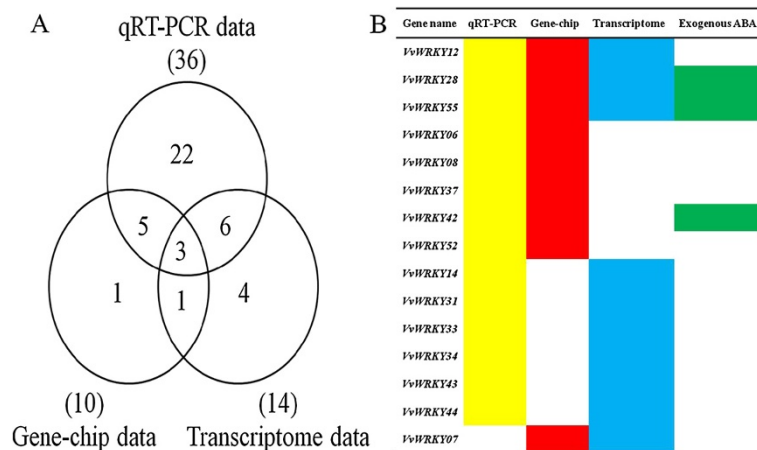 A
qRT-PCR data
(36)
22
5
6
3
1
1
4
(10)
(14)
Gene-chip data
Transcriptome data
B
Gene name qRT-PCR Gene-chip Transcriptome Exogenous ABA
VvWRKY12
VvWRKY28
VvWRKY55
VvWRKY06
VvWRKY08
VvWRKY37
VvWRKY42
VvWRKY52
VvWRKY14
VvWRKY31
VvWRKY33
VvWRKY34
VvWRKY43
VvWRKY44
VvWRKY07